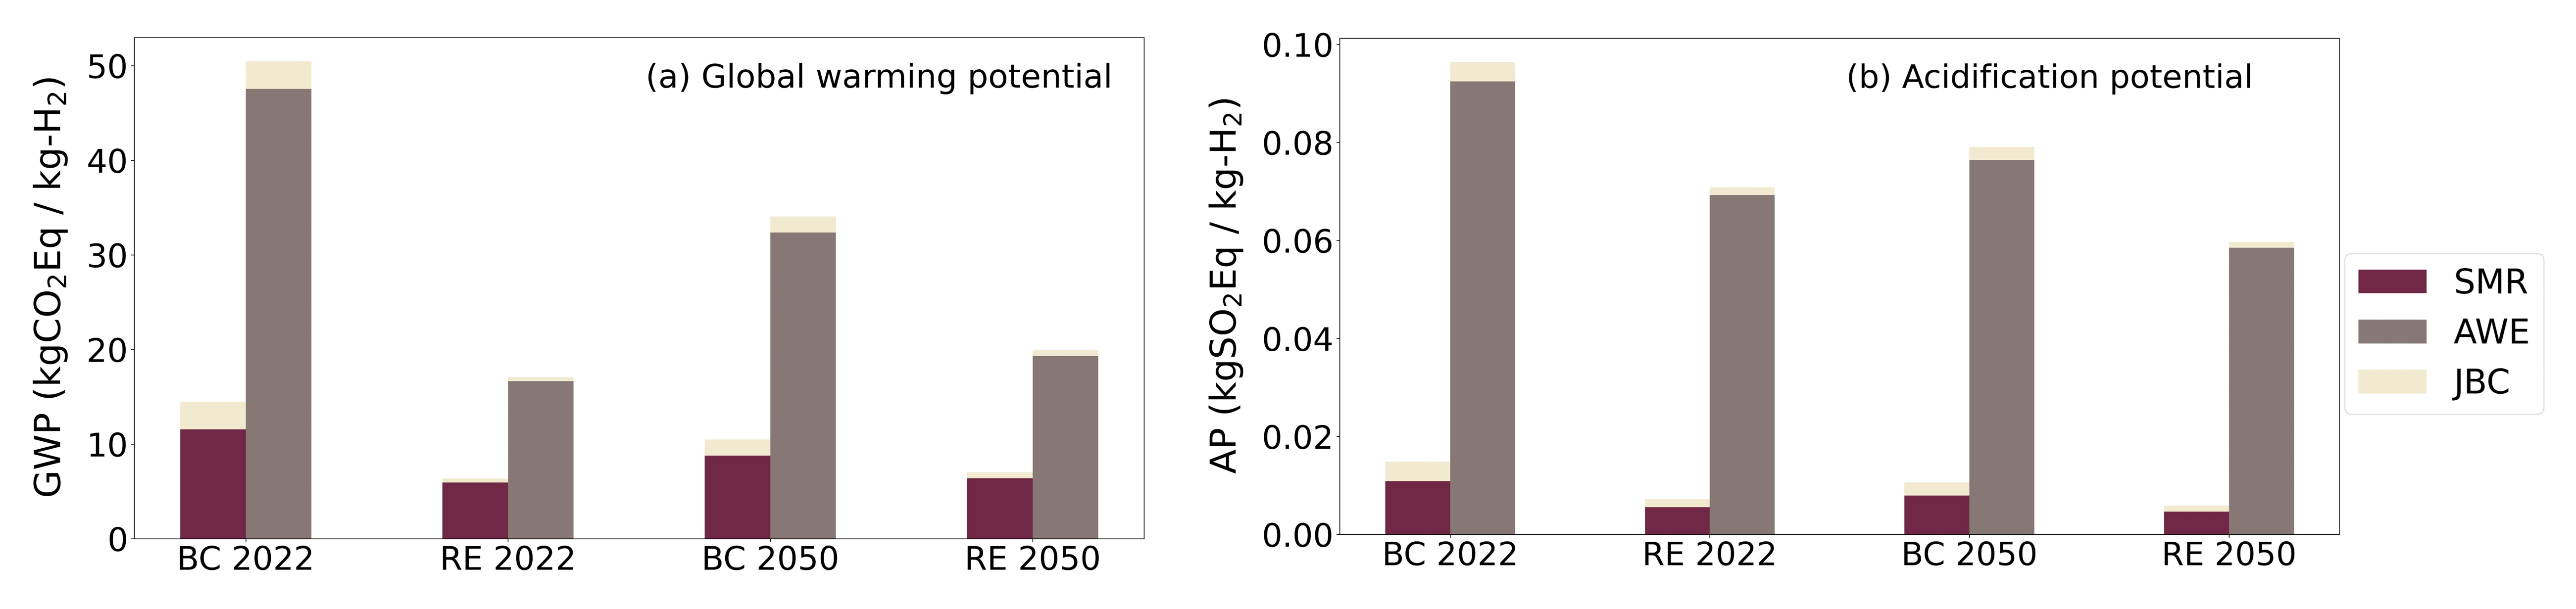 (a) Global warming potential
GWP (kgCO₂Eq / kg-H₂)
50
40
30
20
10
0
BC 2022
RE 2022
BC 2050
RE 2050
(b) Acidification potential
AP (kgSO₂Eq / kg-H₂)
0.10
0.08
0.06
0.04
0.02
0.00
BC 2022
RE 2022
BC 2050
RE 2050
SMR
AWE
JBC